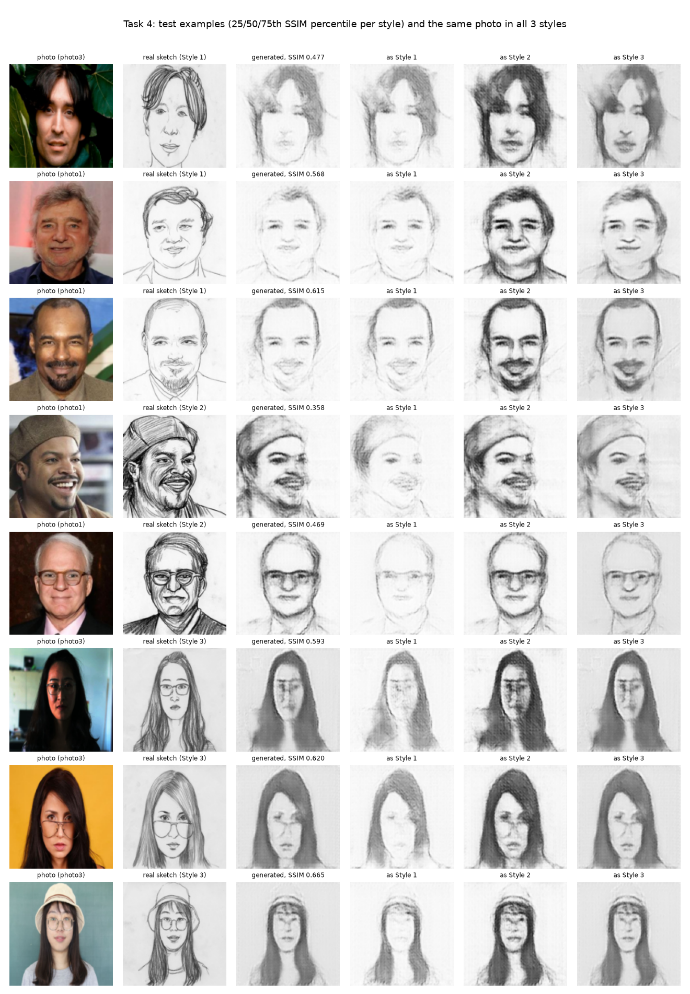 Task 4: test examples (25/50/75th SSIM percentile per style) and the same photo in all 3 styles
photo (photo3) real sketch (Style 1) generated, SSIM 0.477 as Style 1 as Style 2 as Style 3
photo (photo1) real sketch (Style 1) generated, SSIM 0.568 as Style 1 as Style 2 as Style 3
photo (photo1) real sketch (Style 1) generated, SSIM 0.615 as Style 1 as Style 2 as Style 3
photo (photo1) real sketch (Style 2) generated, SSIM 0.358 as Style 1 as Style 2 as Style 3
photo (photo1) real sketch (Style 2) generated, SSIM 0.469 as Style 1 as Style 2 as Style 3
photo (photo3) real sketch (Style 3) generated, SSIM 0.593 as Style 1 as Style 2 as Style 3
photo (photo3) real sketch (Style 3) generated, SSIM 0.620 as Style 1 as Style 2 as Style 3
photo (photo3) real sketch (Style 3) generated, SSIM 0.665 as Style 1 as Style 2 as Style 3